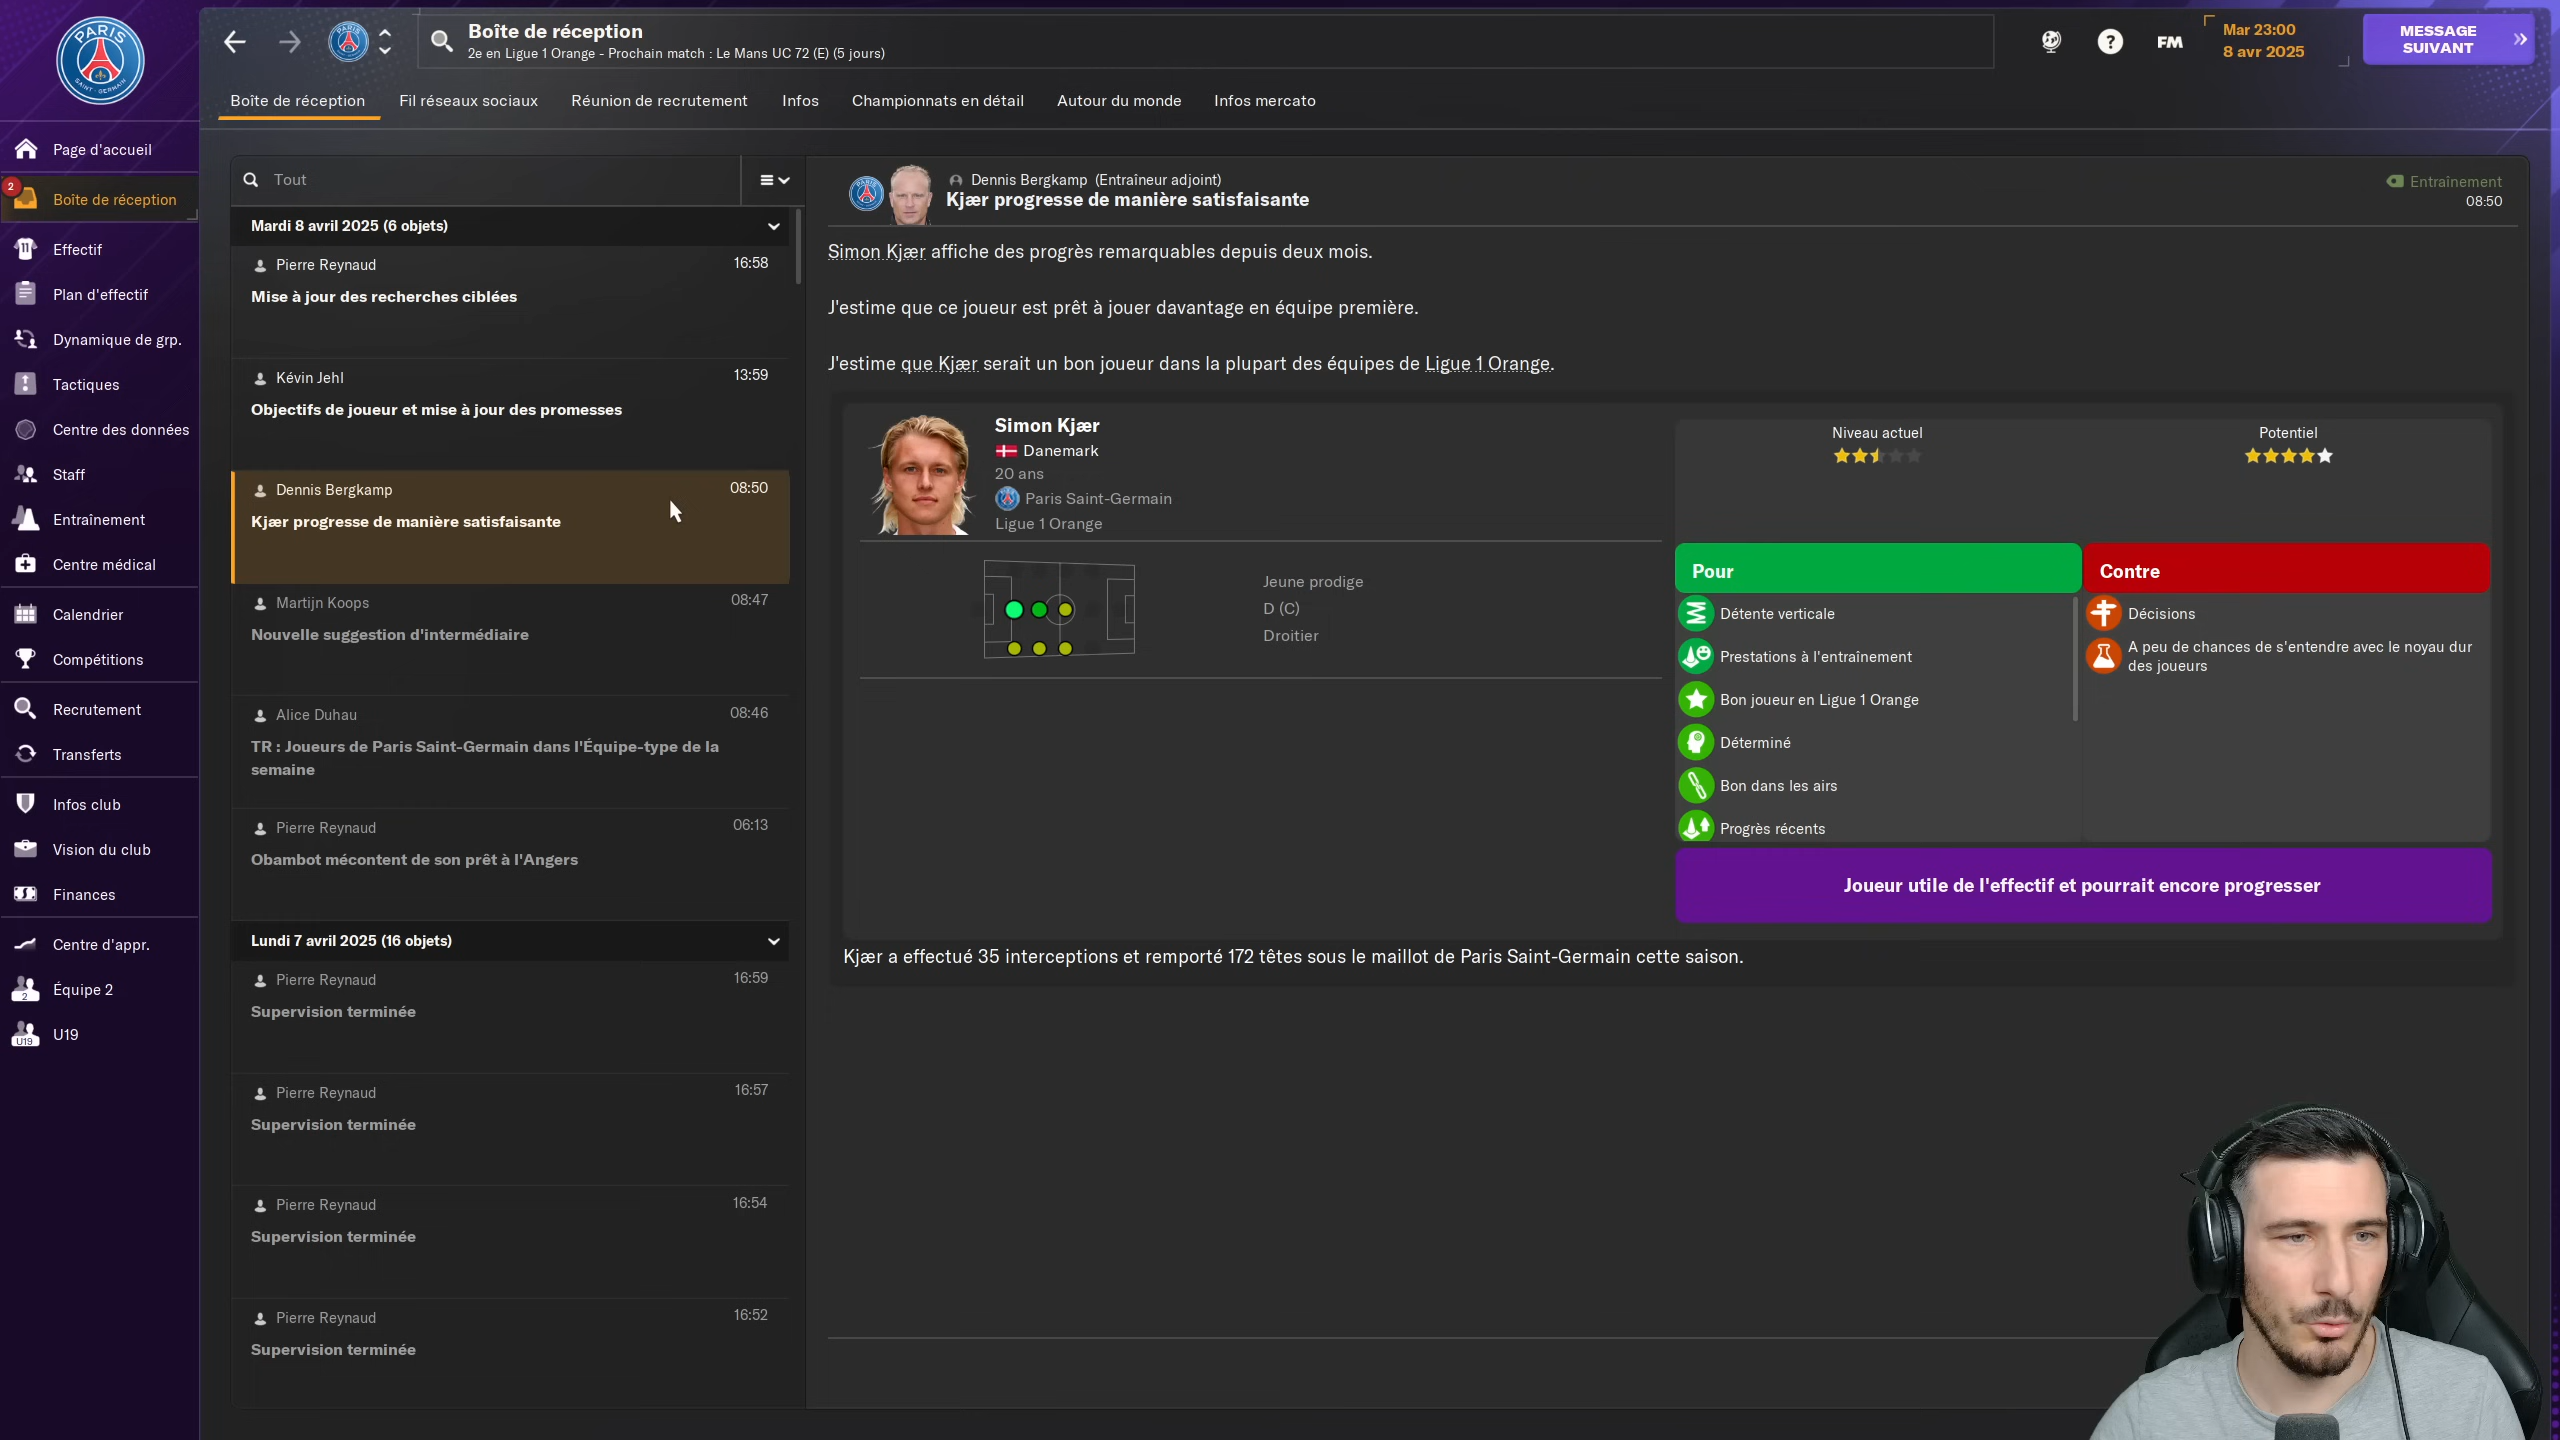 Boîte de réception
2e en Ligue 1 Orange - Prochain match : Le Mans UC 72 (E) (5 jours)
FM
Mar 23:00
8 avr 2025
MESSAGE
SUIVANT
Boîte de réception
Fil réseaux sociaux
Réunion de recrutement
Infos
Championnats en détail
Autour du monde
Infos mercato
Page d'accueil
2
Boîte de réception
Effectif
Plan d'effectif
Dynamique de grp.
Tactiques
Centre des données
Staff
Entraînement
Centre médical
Calendrier
Compétitions
Recrutement
Transferts
Infos club
Vision du club
Finances
Centre d'appr.
2
Équipe 2
U19
U19
Tout
Mardi 8 avril 2025 (6 objets)
Pierre Reynaud
16:58
Mise à jour des recherches ciblées
Kévin Jehl
13:59
Objectifs de joueur et mise à jour des promesses
Dennis Bergkamp
08:50
Kjær progresse de manière satisfaisante
Martijn Koops
08:47
Nouvelle suggestion d'intermédiaire
Alice Duhau
08:46
TR : Joueurs de Paris Saint-Germain dans l'Équipe-type de la
semaine
Pierre Reynaud
06:13
Obambot mécontent de son prêt à l'Angers
Lundi 7 avril 2025 (16 objets)
Pierre Reynaud
16:59
Supervision terminée
Pierre Reynaud
16:57
Supervision terminée
Pierre Reynaud
16:54
Supervision terminée
Pierre Reynaud
16:52
Supervision terminée
Dennis Bergkamp (Entraîneur adjoint)
Kjær progresse de manière satisfaisante
Entrainement
08:50
Simon Kjær affiche des progrès remarquables depuis deux mois.
J'estime que ce joueur est prêt à jouer davantage en équipe première.
J'estime que Kjær serait un bon joueur dans la plupart des équipes de Ligue 1 Orange.
Simon Kjær
Danemark
20 ans
Paris Saint-Germain
Ligue 1 Orange
Jeune prodige
D (C)
Droitier
Niveau actuel
Potentiel
Pour
Détente verticale
Prestations à l'entraînement
Bon joueur en Ligue 1 Orange
Déterminé
Bon dans les airs
Progrès récents
Contre
Décisions
A peu de chances de s'entendre avec le noyau dur
des joueurs
Joueur utile de l'effectif et pourrait encore progresser
Kjær a effectué 35 interceptions et remporté 172 têtes sous le maillot de Paris Saint-Germain cette saison.